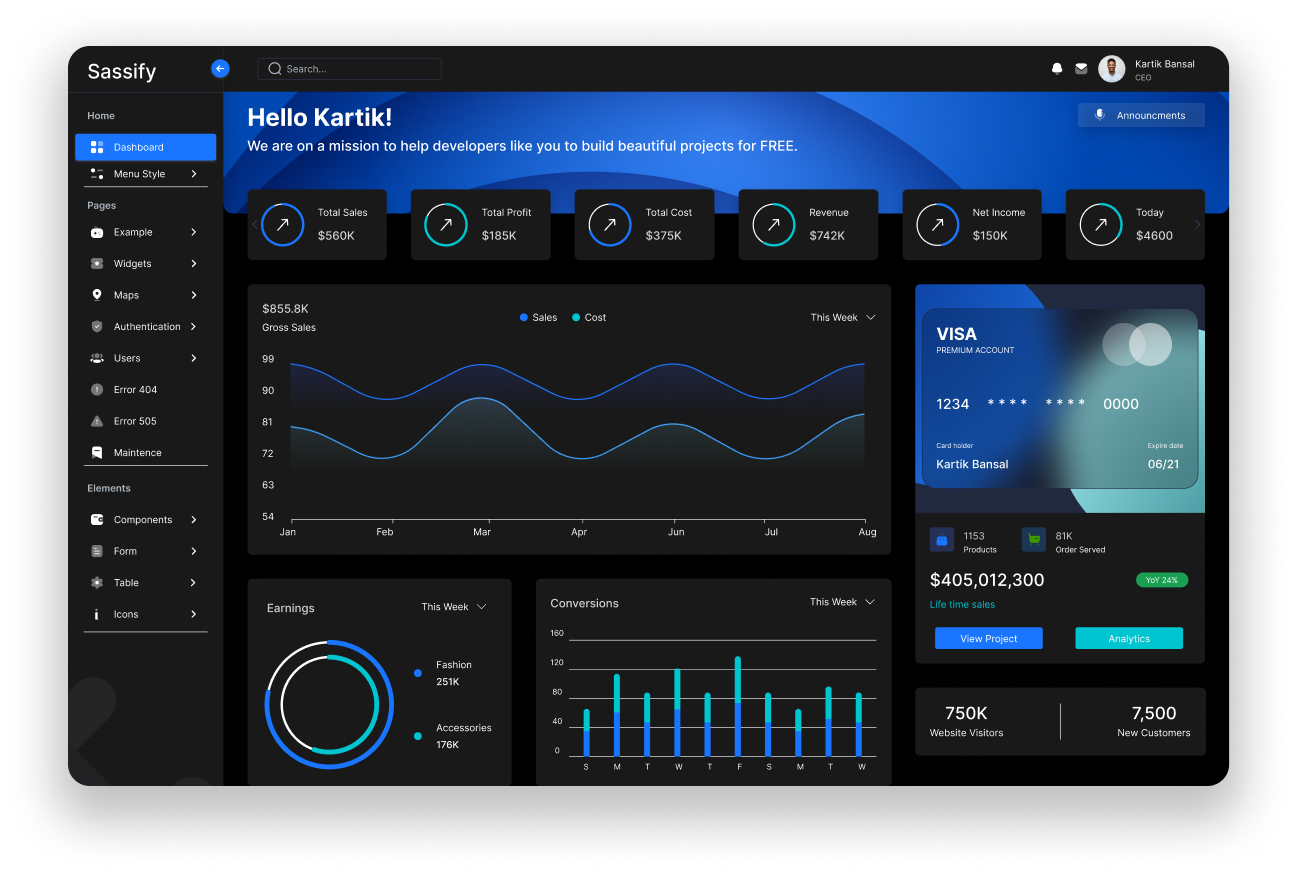 Sassify
Search...
Kartik Bansal
CEO
Home
Dashboard
Menu Style
Pages
Example
Widgets
Maps
Authentication
Users
Error 404
Error 505
Maintence
Elements
Components
Form
Table
Icons
Hello Kartik!
We are on a mission to help developers like you to build beautiful projects for FREE.
Announcments
Total Sales
$560K
Total Profit
$185K
Total Cost
$375K
Revenue
$742K
Net Income
$150K
Today
$4600
$855.8K
Gross Sales
Sales
Cost
This Week
99
90
81
72
63
54
Jan Feb Mar Apr Jun Jul Aug
VISA
PREMIUM ACCOUNT
1234 **** **** 0000
Card holder
Kartik Bansal
Expire date
06/21
1153
Products
81K
Order Served
$405,012,300
YoY 24%
Life time sales
View Project
Analytics
Earnings
This Week
Fashion
251K
Accessories
176K
Conversions
This Week
160
120
80
40
0
S M T W T F S M T W
750K
Website Visitors
7,500
New Customers